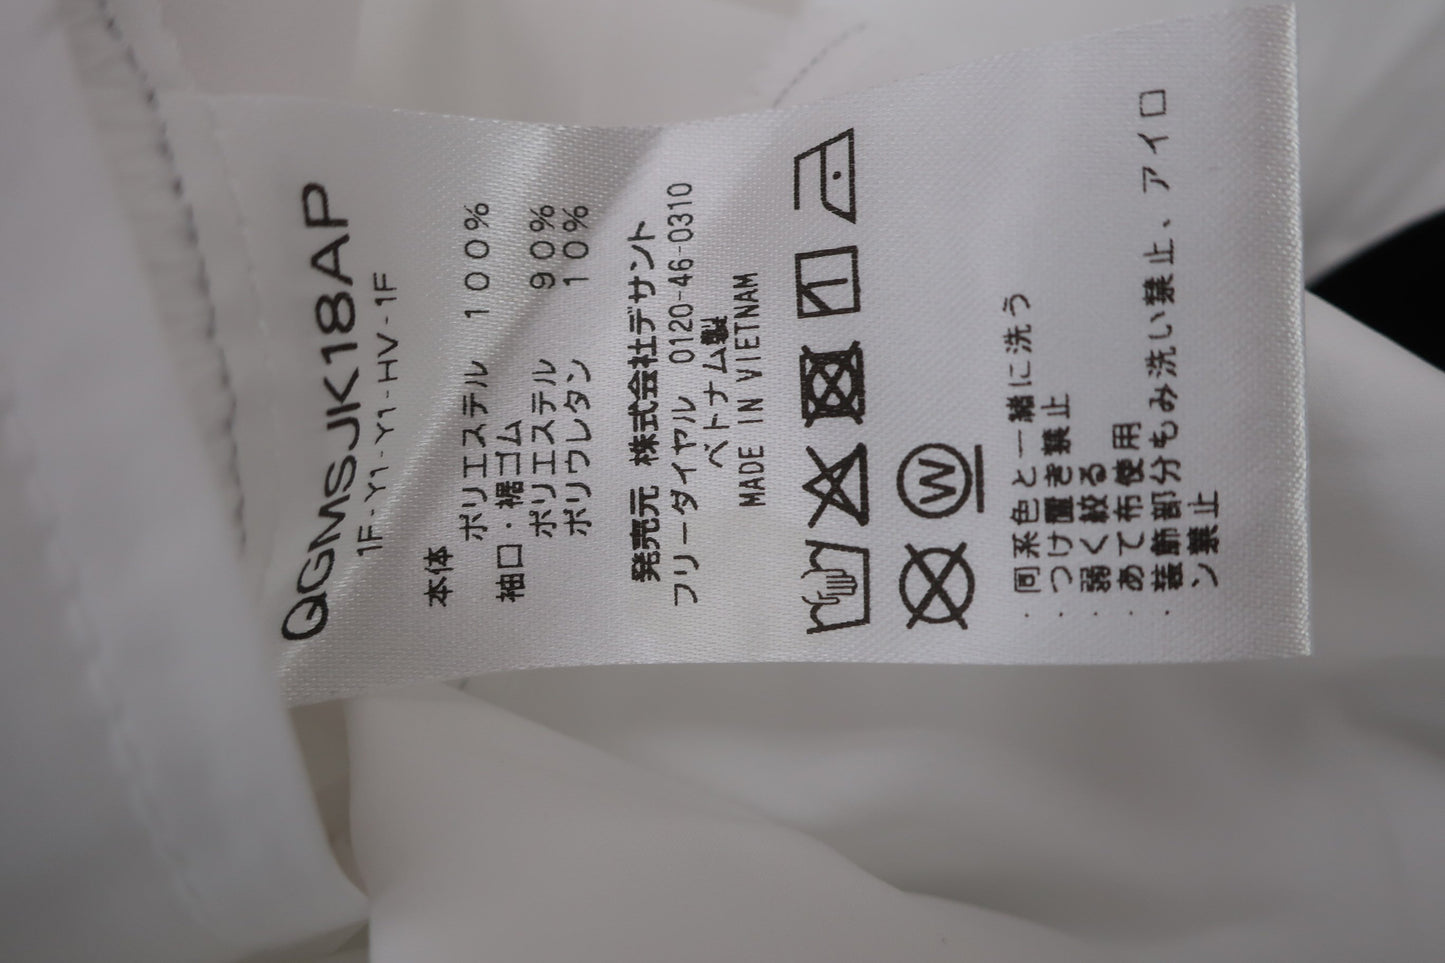 QGMSJK18AP
1F-Y1-Y1-HV-1F
本体
ポリエステル 100%
袖口・裾ゴム
ポリエステル 90%
ポリウレタン 10%
発売元 株式会社デサント
フリーダイヤル 0120-46-0310
ベトナム製
MADE IN VIETNAM
W
・同系色と一緒に洗う
・つけ置き禁止
・弱く絞る
・あて布使用
・装飾部分もみ洗い禁止、アイロ
ン禁止